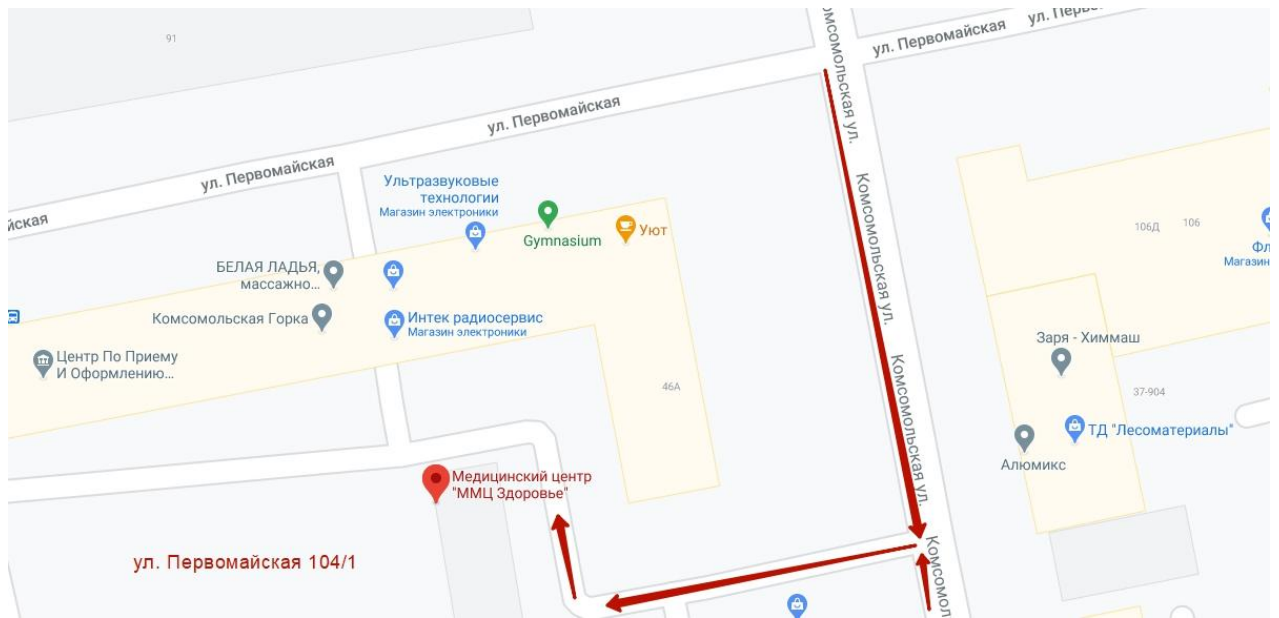 91
Комсомольская ул.
ул. Первомайская
ул. Перво
ул. Первомайская
ул. Первомайская
йская
Ультразвуковые
технологии
Магазин электроники
Gymnasium
Уют
БЕЛАЯ ЛАДЬЯ,
массажно...
Комсомольская Горка
Интек радиосервис
Магазин электроники
Центр По Приему
И Оформлению...
46А
Комсомольская ул.
Комсомольская ул.
106Д
106
Фл
Магазин
Заря - Химмаш
37-904
ТД "Лесоматериалы"
Алюмикс
Медицинский центр
"ММЦ Здоровье"
ул. Первомайская 104/1
Комсомол